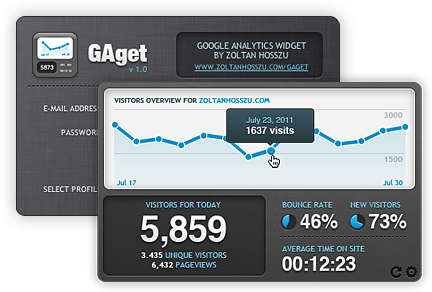 GAget
v 1.0
GOOGLE ANALYTICS WIDGET
BY ZOLTAN HOSSZU
WWW.ZOLTANHOSSZU.COM/GAGET
E-MAIL ADDRE
PASSWOR
SELECT PROFIL
5873
VISITORS OVERVIEW FOR ZOLTANHOSSZU.COM
3000
July 23, 2011
1637 visits
1500
Jul 17
Jul 30
VISITORS FOR TODAY
5,859
3.435 UNIQUE VISITORS
6,432 PAGEVIEWS
BOUNCE RATE
46%
NEW VISITORS
73%
AVERAGE TIME ON SITE
00:12:23